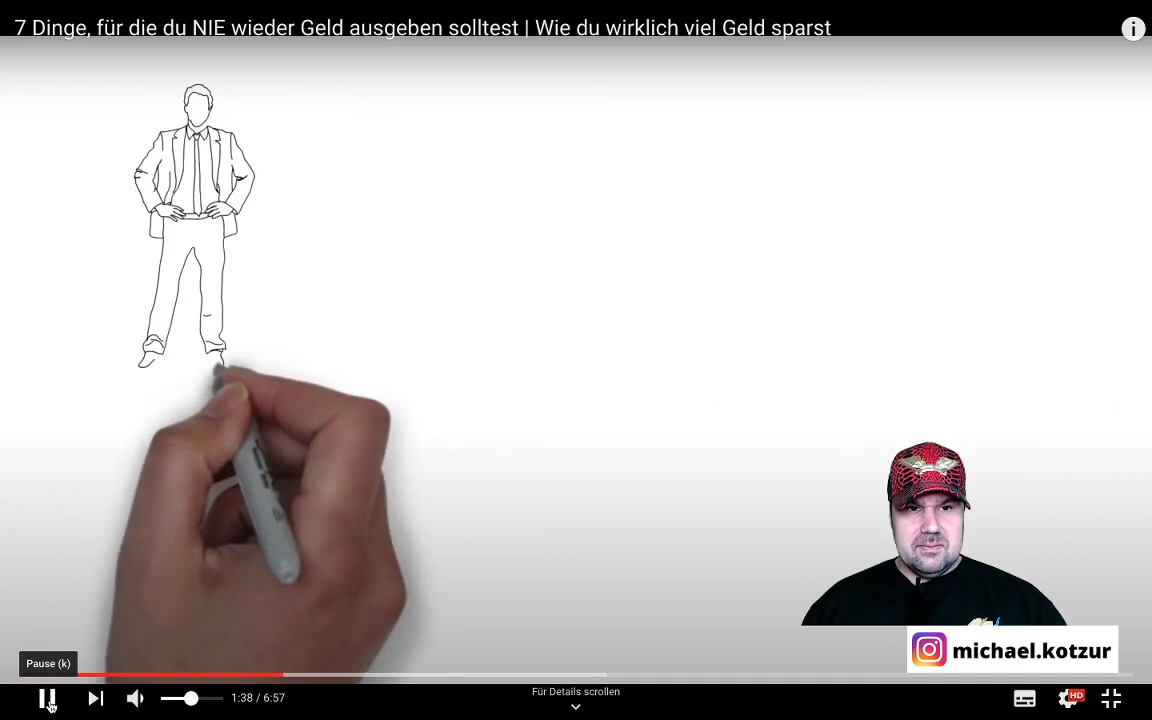 7 Dinge, für die du NIE wieder Geld ausgeben solltest | Wie du wirklich viel Geld sparst
michael.kotzur
Pause (k)
1:38 / 6:57
Für Details scrollen
HD